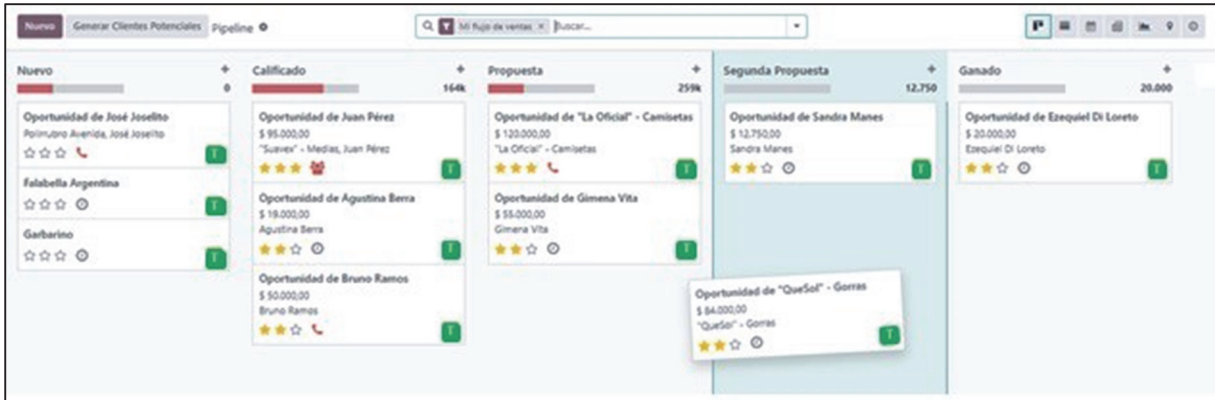 Nuevo
Generar Clientes Potenciales
Pipeline
Mi flujo de ventas ×
Buscar...
Nuevo +
0
Oportunidad de José Joselito
Polirrubro Avenida, José Joselito
T
Falabella Argentina
T
Garbarino
T
Calificado +
164k
Oportunidad de Juan Pérez
$ 95.000,00
"Suavex" - Medias, Juan Pérez
T
Oportunidad de Agustina Berra
$ 19.000,00
Agustina Berra
T
Oportunidad de Bruno Ramos
$ 50.000,00
Bruno Ramos
T
Propuesta +
259k
Oportunidad de "La Oficial" - Camisetas
$ 120.000,00
"La Oficial" - Camisetas
T
Oportunidad de Gimena Vita
$ 55.000,00
Gimena Vita
T
Segunda Propuesta +
12.750
Oportunidad de Sandra Manes
$ 12.750,00
Sandra Manes
T
Oportunidad de "QueSol" - Gorras
$ 84.000,00
"QueSol" - Gorras
T
Ganado +
20.000
Oportunidad de Ezequiel Di Loreto
$ 20.000,00
Ezequiel Di Loreto
T